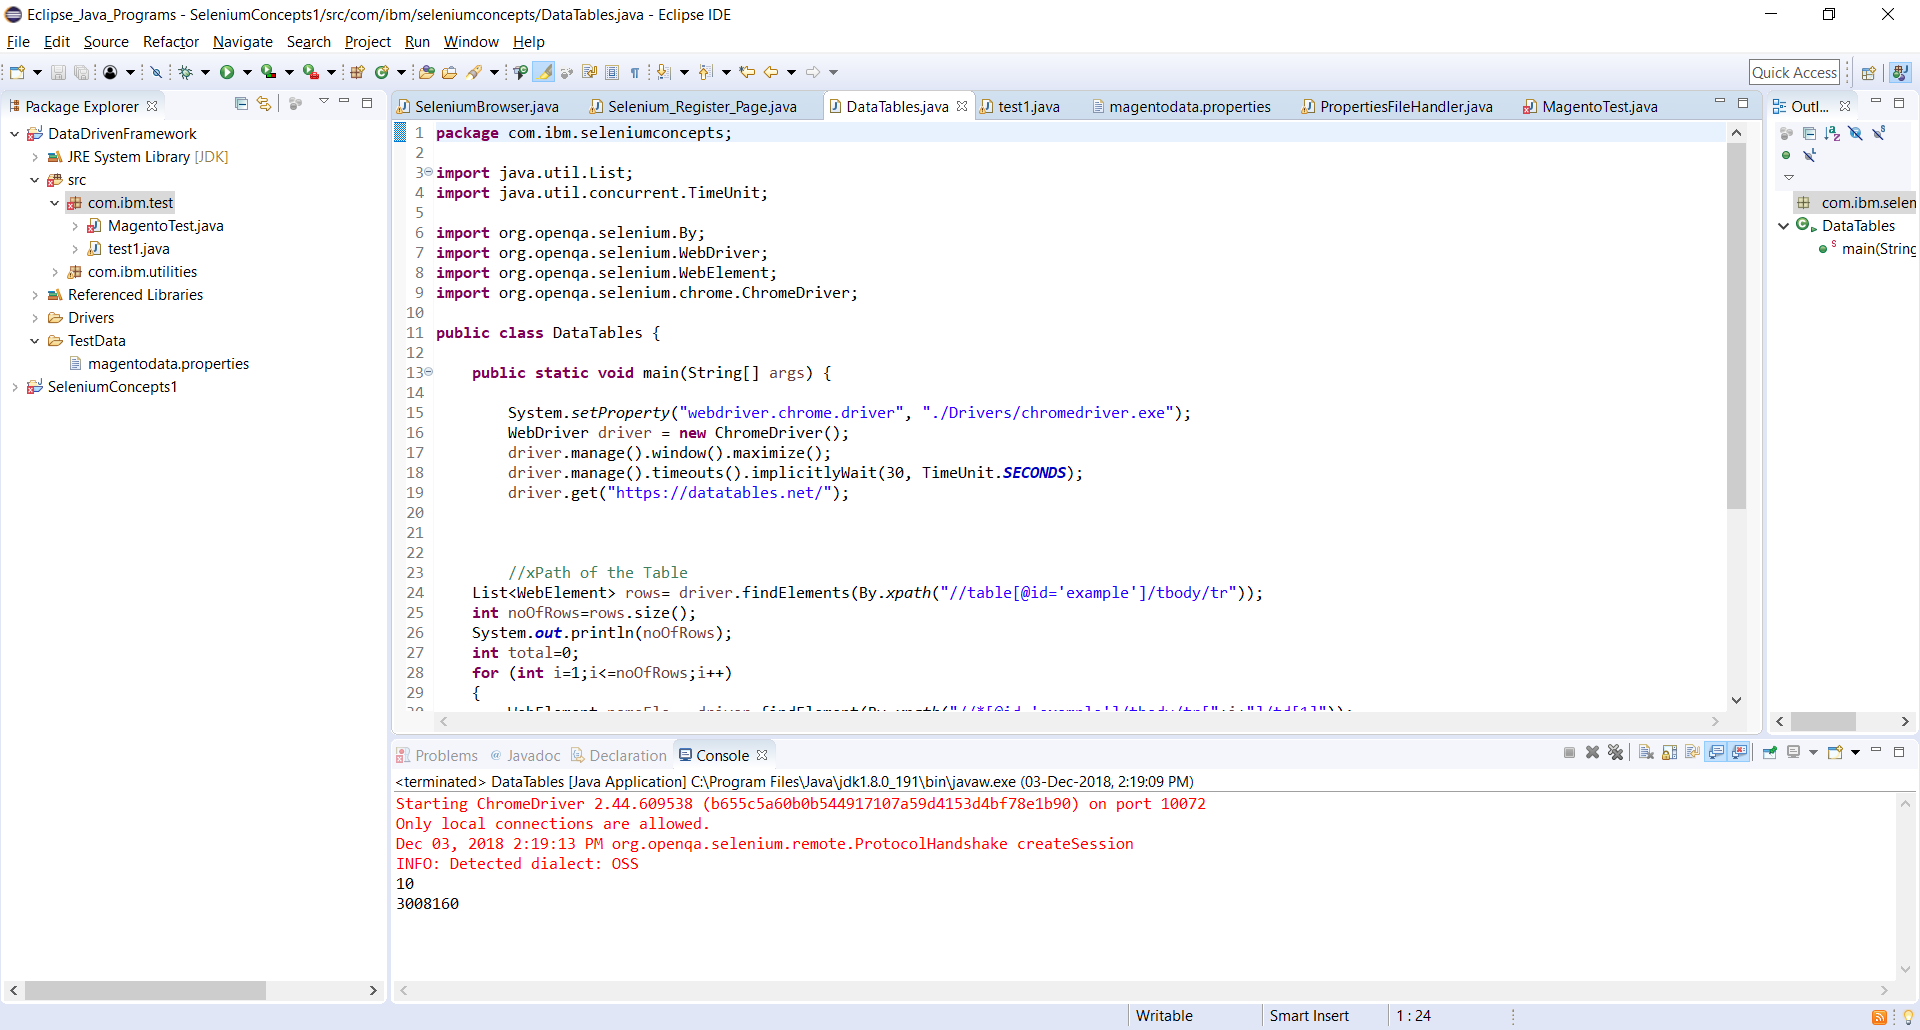 Eclipse_Java_Programs - SeleniumConcepts1/src/com/ibm/seleniumconcepts/DataTables.java - Eclipse IDE
File Edit Source Refactor Navigate Search Project Run Window Help
Quick Access
Package Explorer
DataDrivenFramework
JRE System Library [JDK]
src
com.ibm.test
MagentoTest.java
test1.java
com.ibm.utilities
Referenced Libraries
Drivers
TestData
magentodata.properties
SeleniumConcepts1
SeleniumBrowser.java Selenium_Register_Page.java DataTables.java test1.java magentodata.properties PropertiesFileHandler.java MagentoTest.java
1 package com.ibm.seleniumconcepts;
2
3 import java.util.List;
4 import java.util.concurrent.TimeUnit;
5
6 import org.openqa.selenium.By;
7 import org.openqa.selenium.WebDriver;
8 import org.openqa.selenium.WebElement;
9 import org.openqa.selenium.chrome.ChromeDriver;
10
11 public class DataTables {
12
13 public static void main(String[] args) {
14
15 System.setProperty("webdriver.chrome.driver", "./Drivers/chromedriver.exe");
16 WebDriver driver = new ChromeDriver();
17 driver.manage().window().maximize();
18 driver.manage().timeouts().implicitlyWait(30, TimeUnit.SECONDS);
19 driver.get("https://datatables.net/");
20
21
22
23 //xPath of the Table
24 List<WebElement> rows= driver.findElements(By.xpath("//table[@id='example']/tbody/tr"));
25 int noOfRows=rows.size();
26 System.out.println(noOfRows);
27 int total=0;
28 for (int i=1;i<=noOfRows;i++)
29 {
Outl...
com.ibm.selen
DataTables
main(String
Problems @ Javadoc Declaration Console
<terminated> DataTables [Java Application] C:\Program Files\Java\jdk1.8.0_191\bin\javaw.exe (03-Dec-2018, 2:19:09 PM)
Starting ChromeDriver 2.44.609538 (b655c5a60b0b544917107a59d4153d4bf78e1b90) on port 10072
Only local connections are allowed.
Dec 03, 2018 2:19:13 PM org.openqa.selenium.remote.ProtocolHandshake createSession
INFO: Detected dialect: OSS
10
3008160
Writable Smart Insert 1 : 24